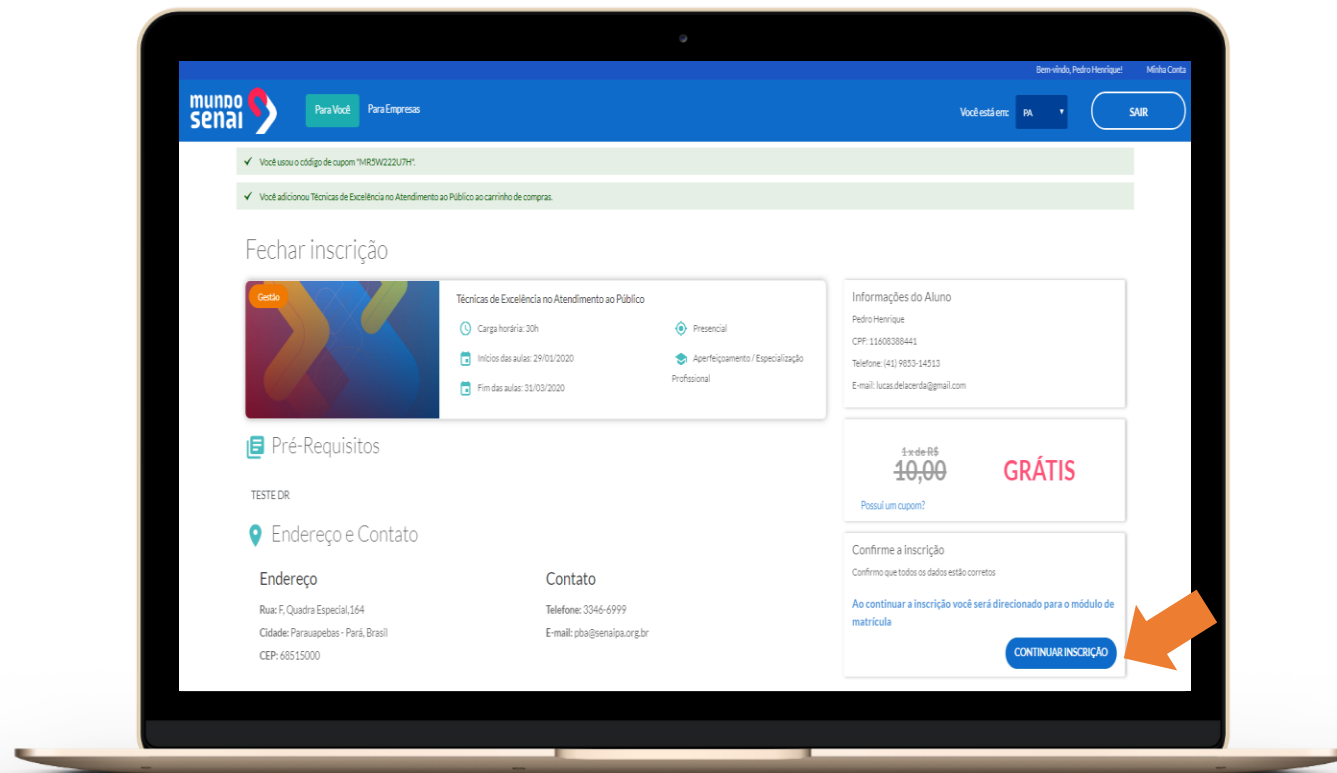 Bem-vindo, Pedro Henrique! Minha Conta
mundo
senai
Para Você Para Empresas
Você está em: PA
SAIR
Você usou o código de cupom "MR5W222U7H".
Você adicionou Técnicas de Excelência no Atendimento ao Público ao carrinho de compras.
Fechar inscrição
Gestão
Técnicas de Excelência no Atendimento ao Público
Carga horária: 30h
Presencial
Inícios das aulas: 29/01/2020
Aperfeiçoamento / Especialização
Profissional
Fim das aulas: 31/03/2020
Informações do Aluno
Pedro Henrique
CPF: 11608388441
Telefone: (41) 9853-14513
E-mail: lucas.delacerda@gmail.com
Pré-Requisitos
TESTE DR
1 x de R$
10,00
GRÁTIS
Possui um cupom?
Endereço e Contato
Endereço
Rua: F, Quadra Especial,164
Cidade: Parauapebas - Pará, Brasil
CEP: 68515000
Contato
Telefone: 3346-6999
E-mail: pba@senaipa.org.br
Confirme a inscrição
Confirmo que todos os dados estão corretos
Ao continuar a inscrição você será direcionado para o módulo de
matrícula
CONTINUAR INSCRIÇÃO